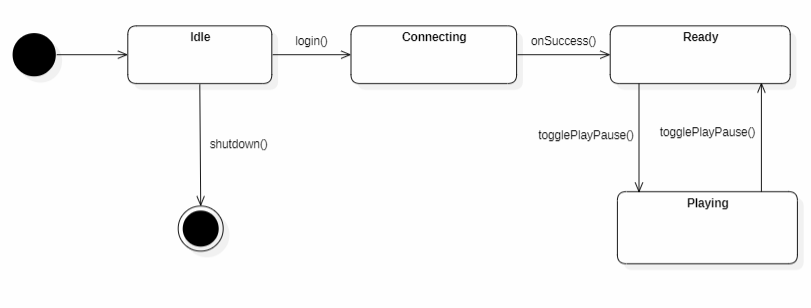 Idle
login()
Connecting
onSuccess()
Ready
shutdown()
togglePlayPause()
togglePlayPause()
Playing